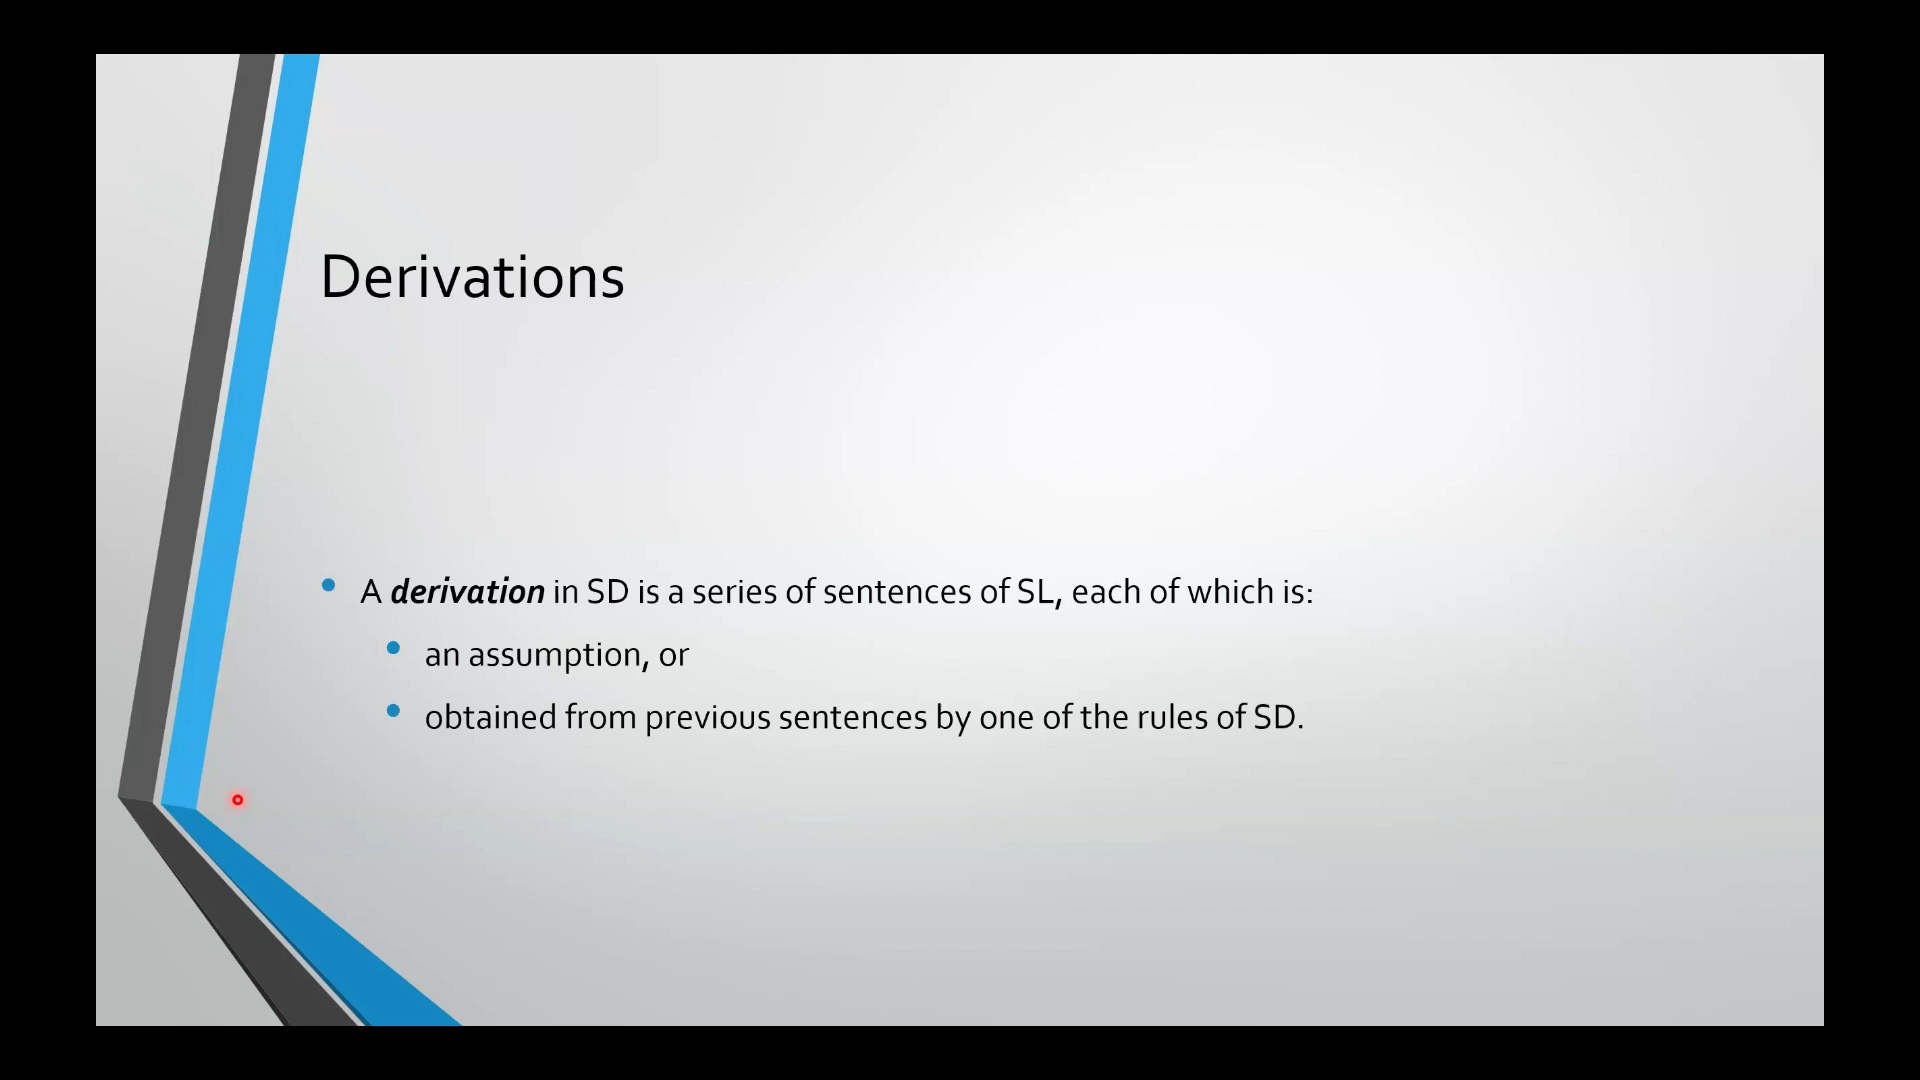 Derivations
A derivation in SD is a series of sentences of SL, each of which is:
an assumption, or
obtained from previous sentences by one of the rules of SD.